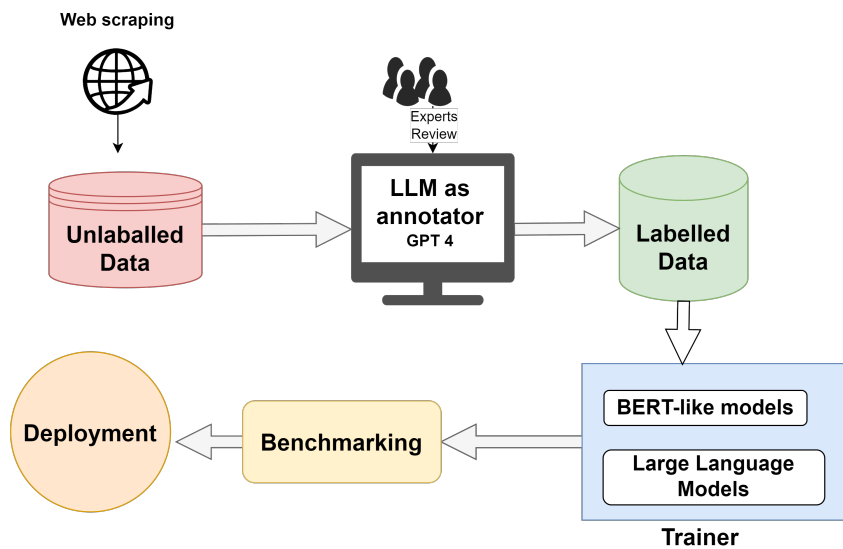 Web scraping
Experts
Review
Unlaballed
Data
LLM as
annotator
GPT 4
Labelled
Data
Deployment
Benchmarking
BERT-like models
Large Language
Models
Trainer